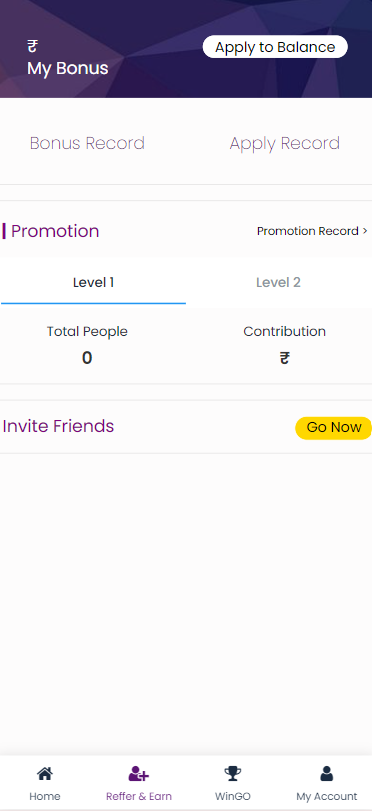 ₹
My Bonus
Apply to Balance
Bonus Record
Apply Record
Promotion
Promotion Record >
Level 1
Level 2
Total People
Contribution
0
₹
Invite Friends
Go Now
Home
Reffer & Earn
WinGO
My Account